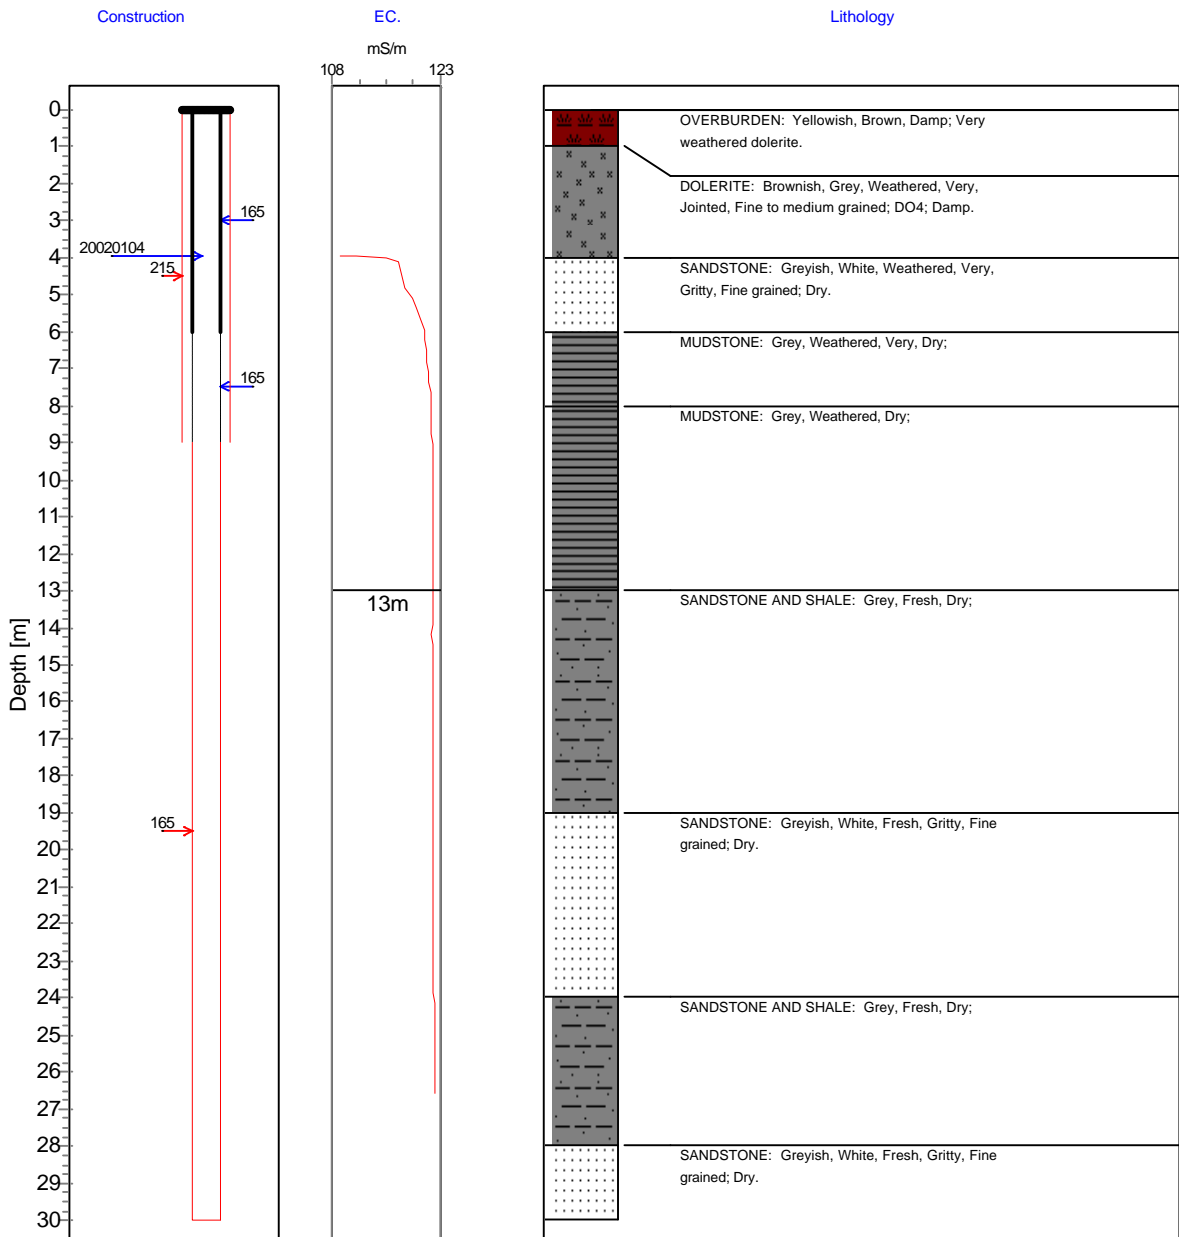 Construction
EC.
Lithology
mS/m
108 123
0
1
2
3
4
5
6
7
8
9
10
11
12
13
14
15
16
17
18
19
20
21
22
23
24
25
26
27
28
29
30
Depth [m]
165
20020104
215
165
165
13m
OVERBURDEN: Yellowish, Brown, Damp; Very
weathered dolerite.
DOLERITE: Brownish, Grey, Weathered, Very,
Jointed, Fine to medium grained; DO4; Damp.
SANDSTONE: Greyish, White, Weathered, Very,
Gritty, Fine grained; Dry.
MUDSTONE: Grey, Weathered, Very, Dry;
MUDSTONE: Grey, Weathered, Dry;
SANDSTONE AND SHALE: Grey, Fresh, Dry;
SANDSTONE: Greyish, White, Fresh, Gritty, Fine
grained; Dry.
SANDSTONE AND SHALE: Grey, Fresh, Dry;
SANDSTONE: Greyish, White, Fresh, Gritty, Fine
grained; Dry.